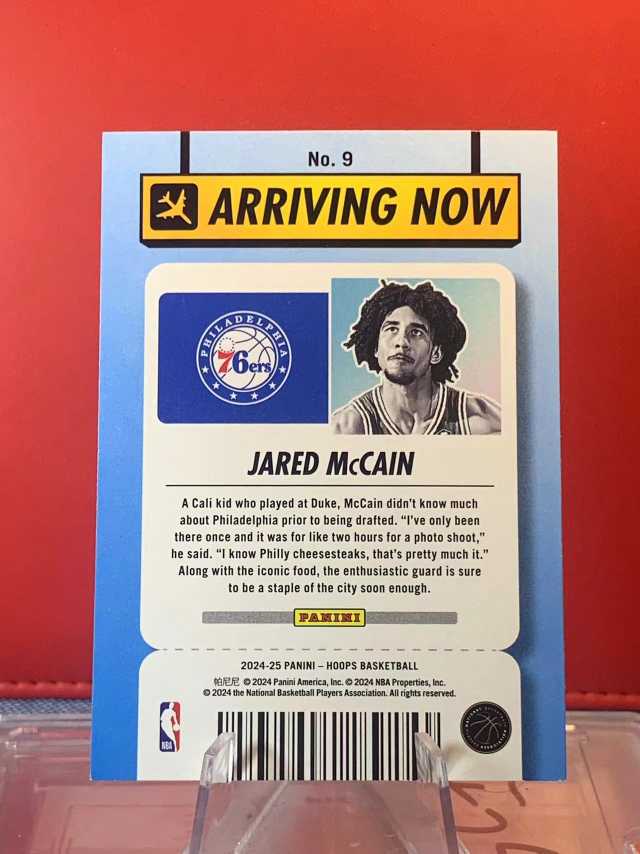 No. 9
ARRIVING NOW
PHILADELPHIA
76ers
JARED McCAIN
A Cali kid who played at Duke, McCain didn't know much
about Philadelphia prior to being drafted. “I've only been
there once and it was for like two hours for a photo shoot,”
he said. “I know Philly cheesesteaks, that's pretty much it.”
Along with the iconic food, the enthusiastic guard is sure
to be a staple of the city soon enough.
PANINI
2024-25 PANINI – HOOPS BASKETBALL
帕尼尼 © 2024 Panini America, Inc. © 2024 NBA Properties, Inc.
© 2024 the National Basketball Players Association. All rights reserved.
NBA